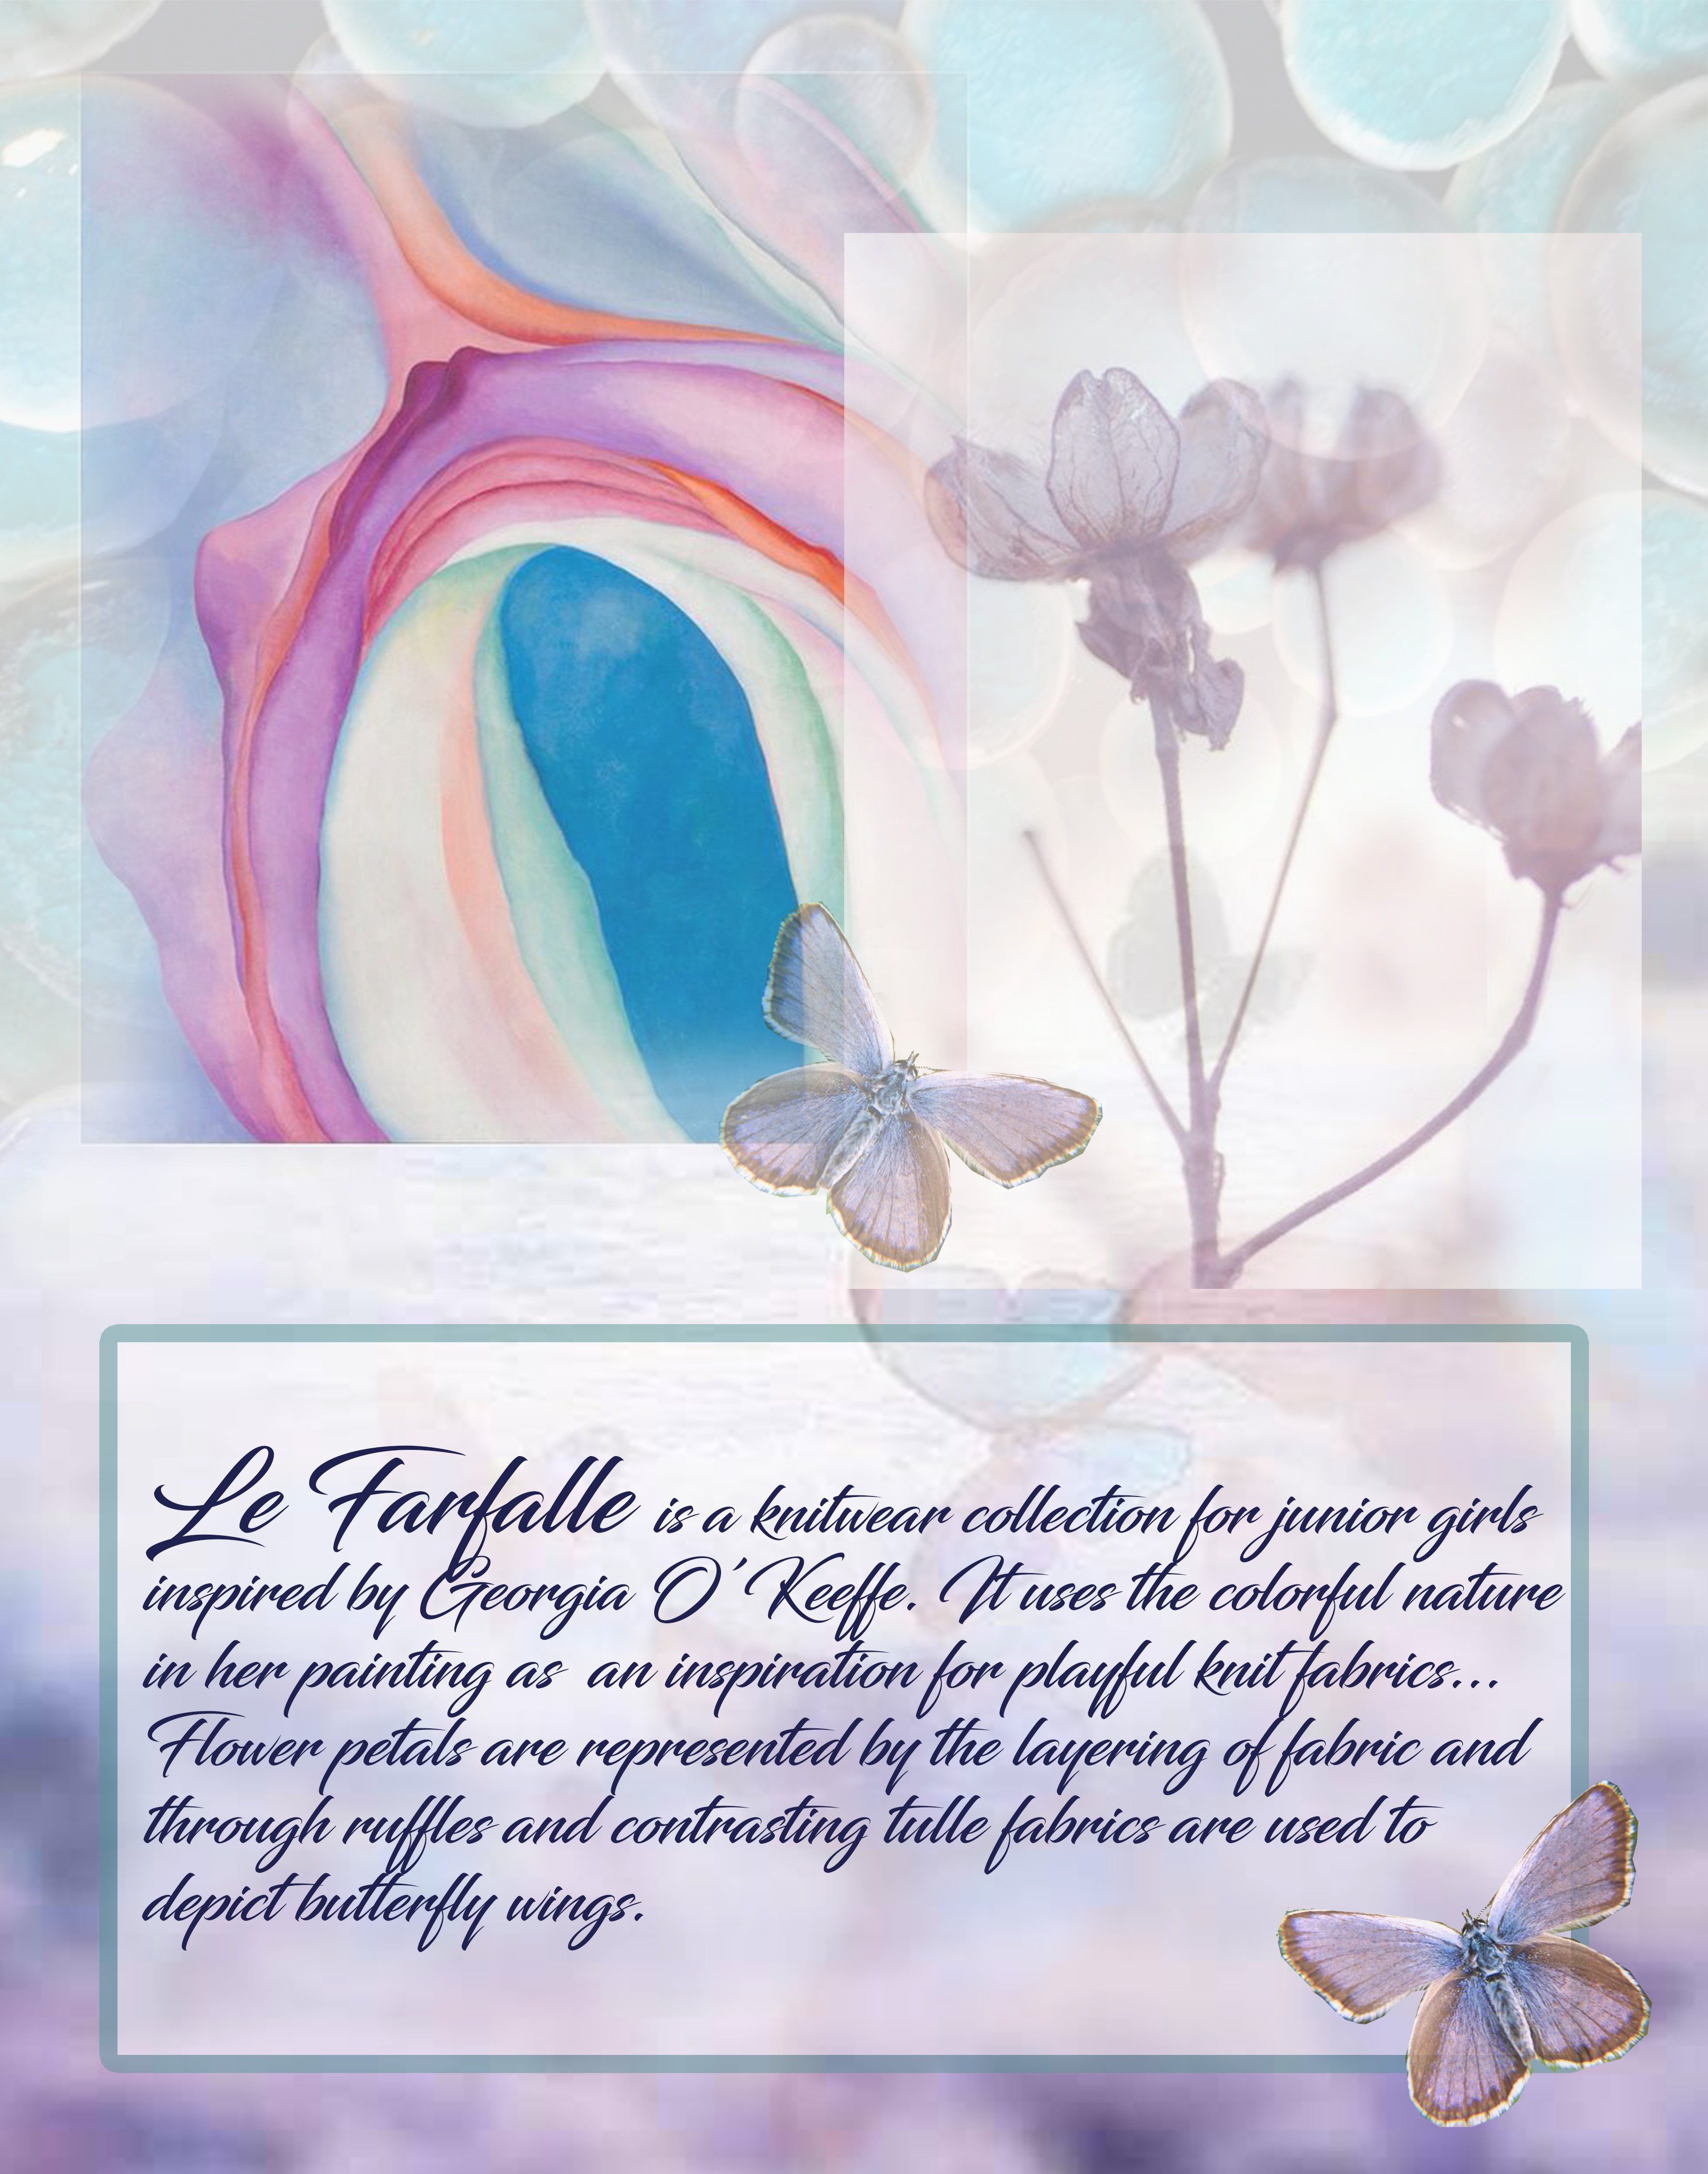 Le Farfalle is a knitwear collection for junior girls
inspired by Georgia O'Keeffe. It uses the colorful nature
in her painting as an inspiration for playful knit fabrics...
Flower petals are represented by the layering of fabric and
through ruffles and contrasting tulle fabrics are used to
depict butterfly wings.